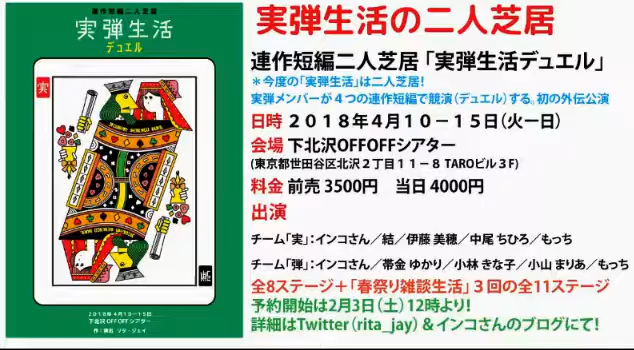 連作短編二人芝居
実弾生活
デュエル
実
2018年4月10-15日
下北沢OFFOFFシアター
実弾生活の二人芝居
連作短編二人芝居「実弾生活デュエル」
＊今度の「実弾生活」は二人芝居!
実弾メンバーが4つの連作短編で競演(デュエル)する。初の外伝公演
日時 2018年4月10－15日(火－日)
会場 下北沢OFFOFFシアター
(東京都世田谷区北沢2丁目11－8 TAROビル3F)
料金 前売 3500円 当日 4000円
出演
チーム「実」:インコさん／結／伊藤 美穂／中尾 ちひろ／もっち
チーム「弾」:インコさん／帯金 ゆかり／小林 きな子／小山 まりあ／もっち
全8ステージ＋「春祭り雑談生活」3回の全11ステージ
予約開始は2月3日(土)12時より!
詳細はTwitter(rita_jay)&インコさんのブログにて!